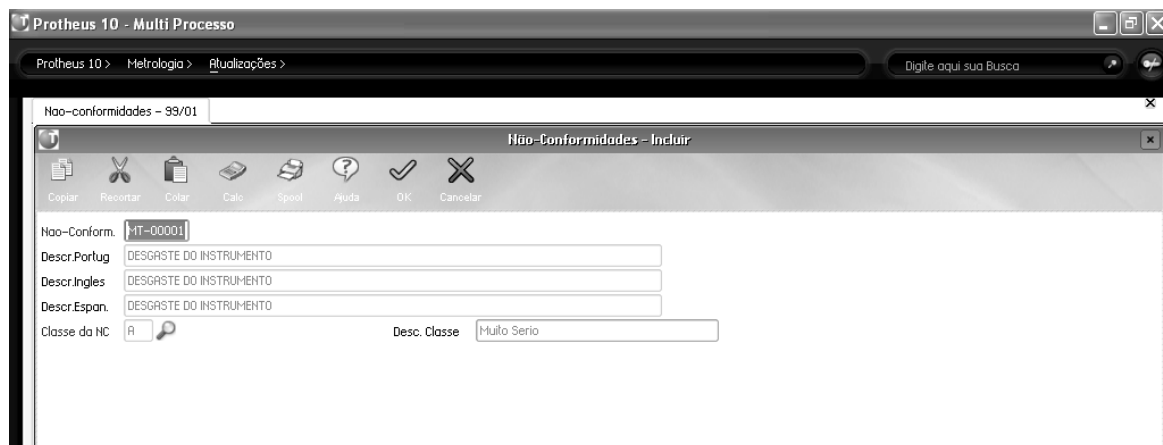 Protheus 10 - Multi Processo
Protheus 10 > Metrologia > Atualizações > Digite aqui sua Busca
Nao-conformidades - 99/01
Não-Conformidades - Incluir
Copiar Recortar Colar Calc Spool Ajuda OK Cancelar
Nao-Conform. MT-00001
Descr.Portug DESGASTE DO INSTRUMENTO
Descr.Ingles DESGASTE DO INSTRUMENTO
Descr.Espan. DESGASTE DO INSTRUMENTO
Classe da NC A Desc. Classe Muito Serio